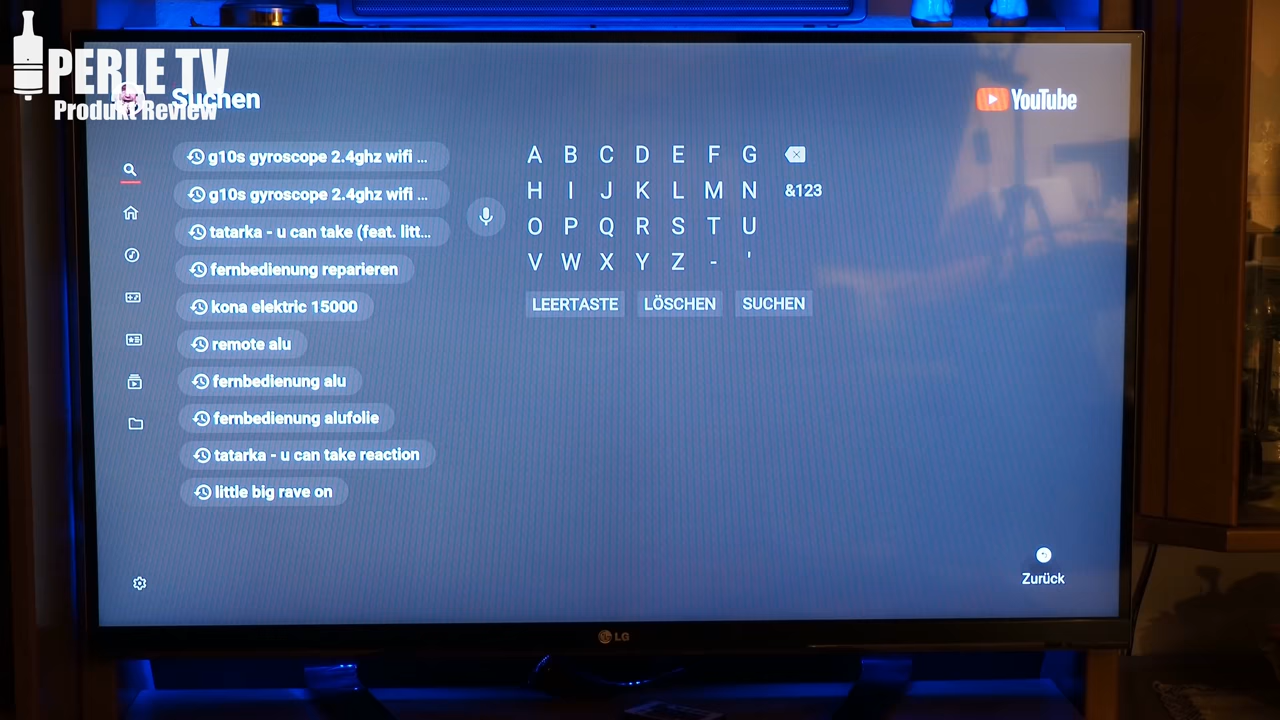 PERLE TV
Produkt Review
Suchen
YouTube
g10s gyroscope 2.4ghz wifi ...
g10s gyroscope 2.4ghz wifi ...
tatarka - u can take (feat. litt...
fernbedienung reparieren
kona elektric 15000
remote alu
fernbedienung alu
fernbedienung alufolie
tatarka - u can take reaction
little big rave on
A B C D E F G
H I J K L M N &123
O P Q R S T U
V W X Y Z - '
LEERTASTE LÖSCHEN SUCHEN
Zurück
LG